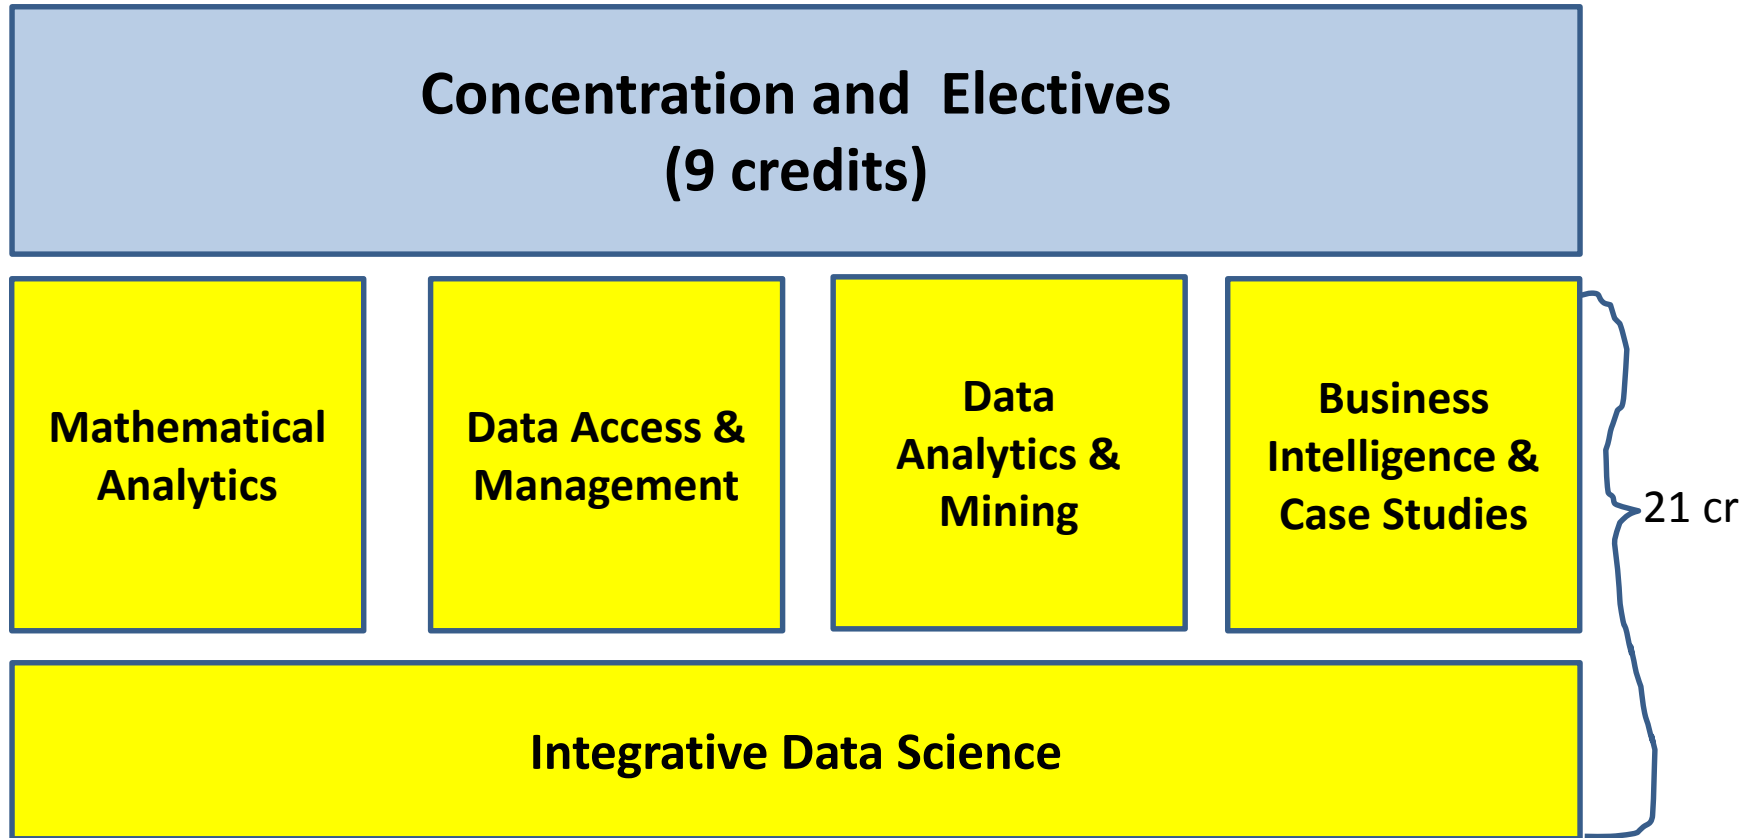 Concentration and Electives
(9 credits)
Mathematical
Analytics
Data Access &
Management
Data
Analytics &
Mining
Business
Intelligence &
Case Studies
21 cr
Integrative Data Science